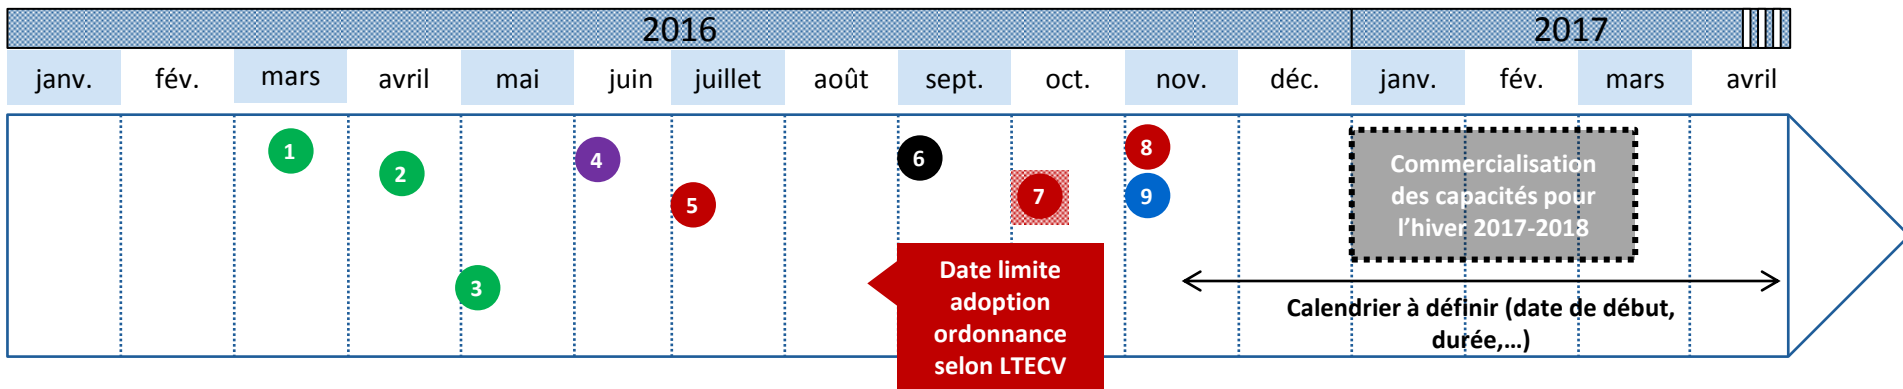 2016 2017
janv. fév. mars avril mai juin juillet août sept. oct. nov. déc. janv. fév. mars avril
1
2
3
4
5
6
7
8
9
Commercialisation
des capacités pour
l'hiver 2017-2018
Date limite
adoption
ordonnance
selon LTECV
Calendrier à définir (date de début,
durée,...)